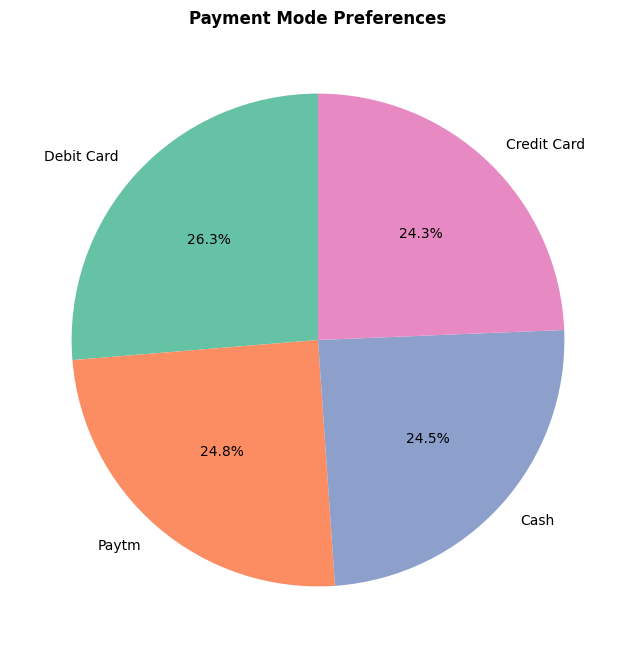 Payment Mode Preferences
Credit Card
Debit Card
24.3%
26.3%
24.5%
24.8%
Cash
Paytm